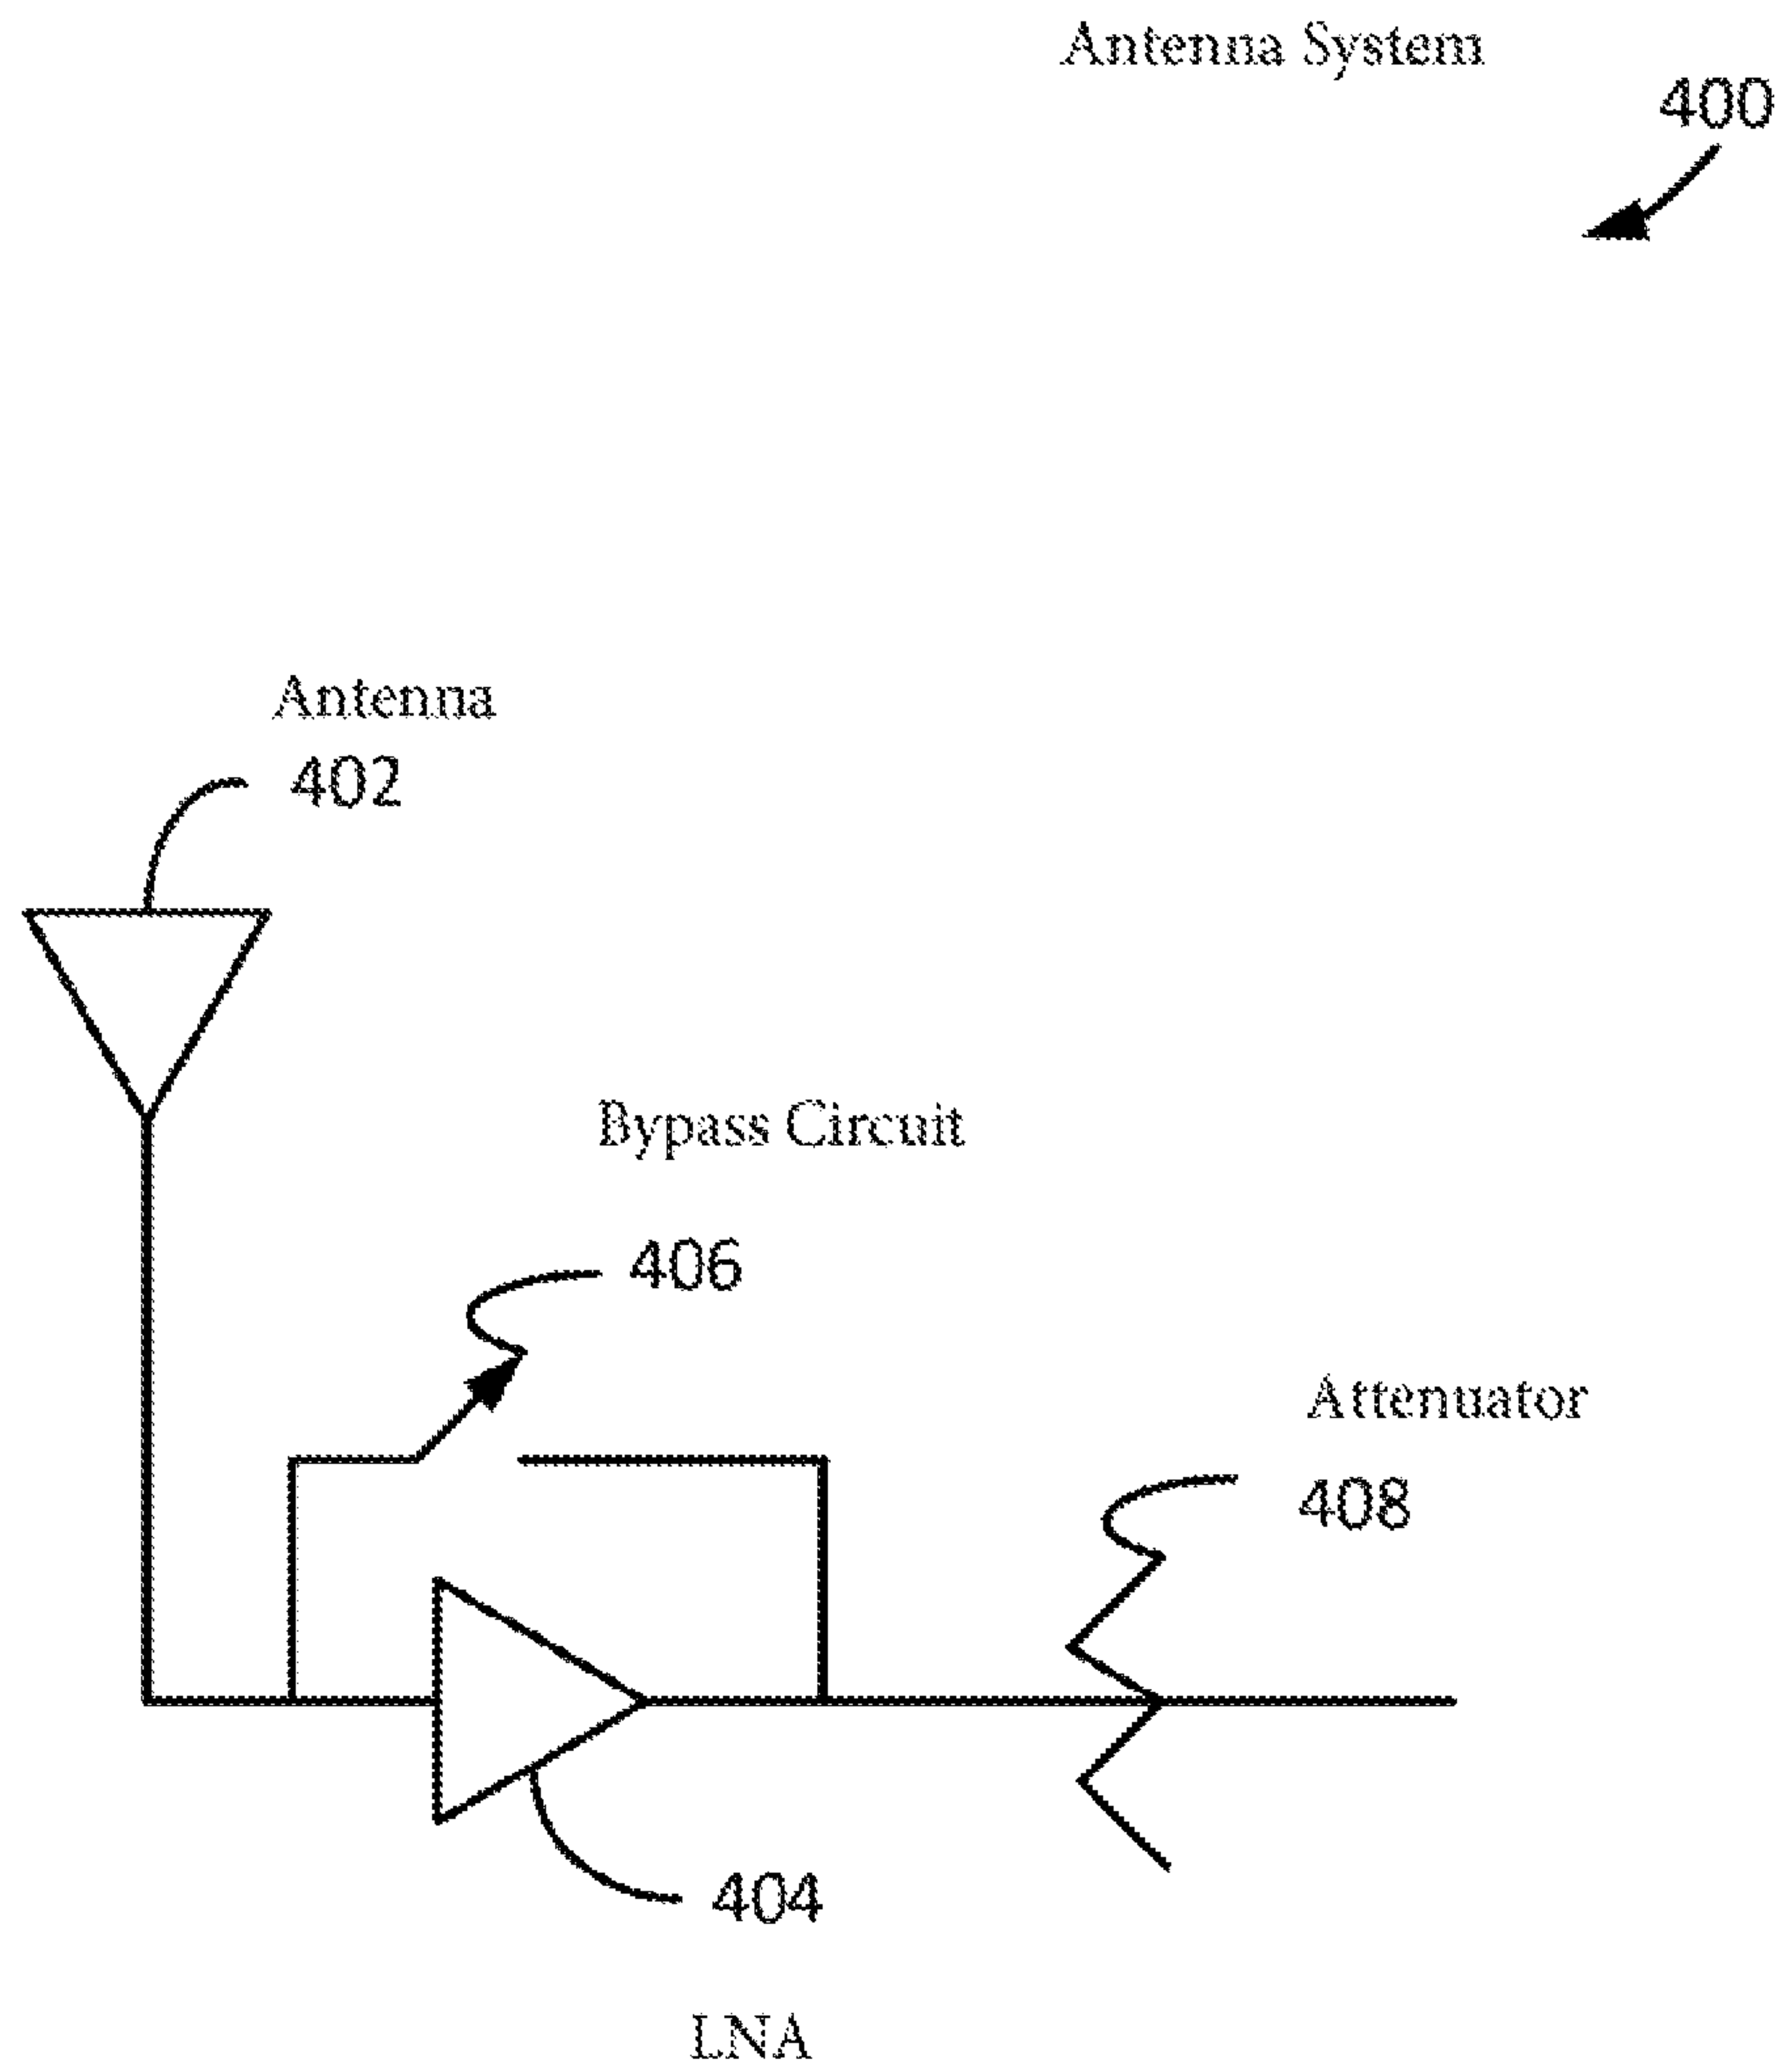 Antenna System
400
Antenna
402
Bypass Circuit
406
Attenuator
408
404
LNA